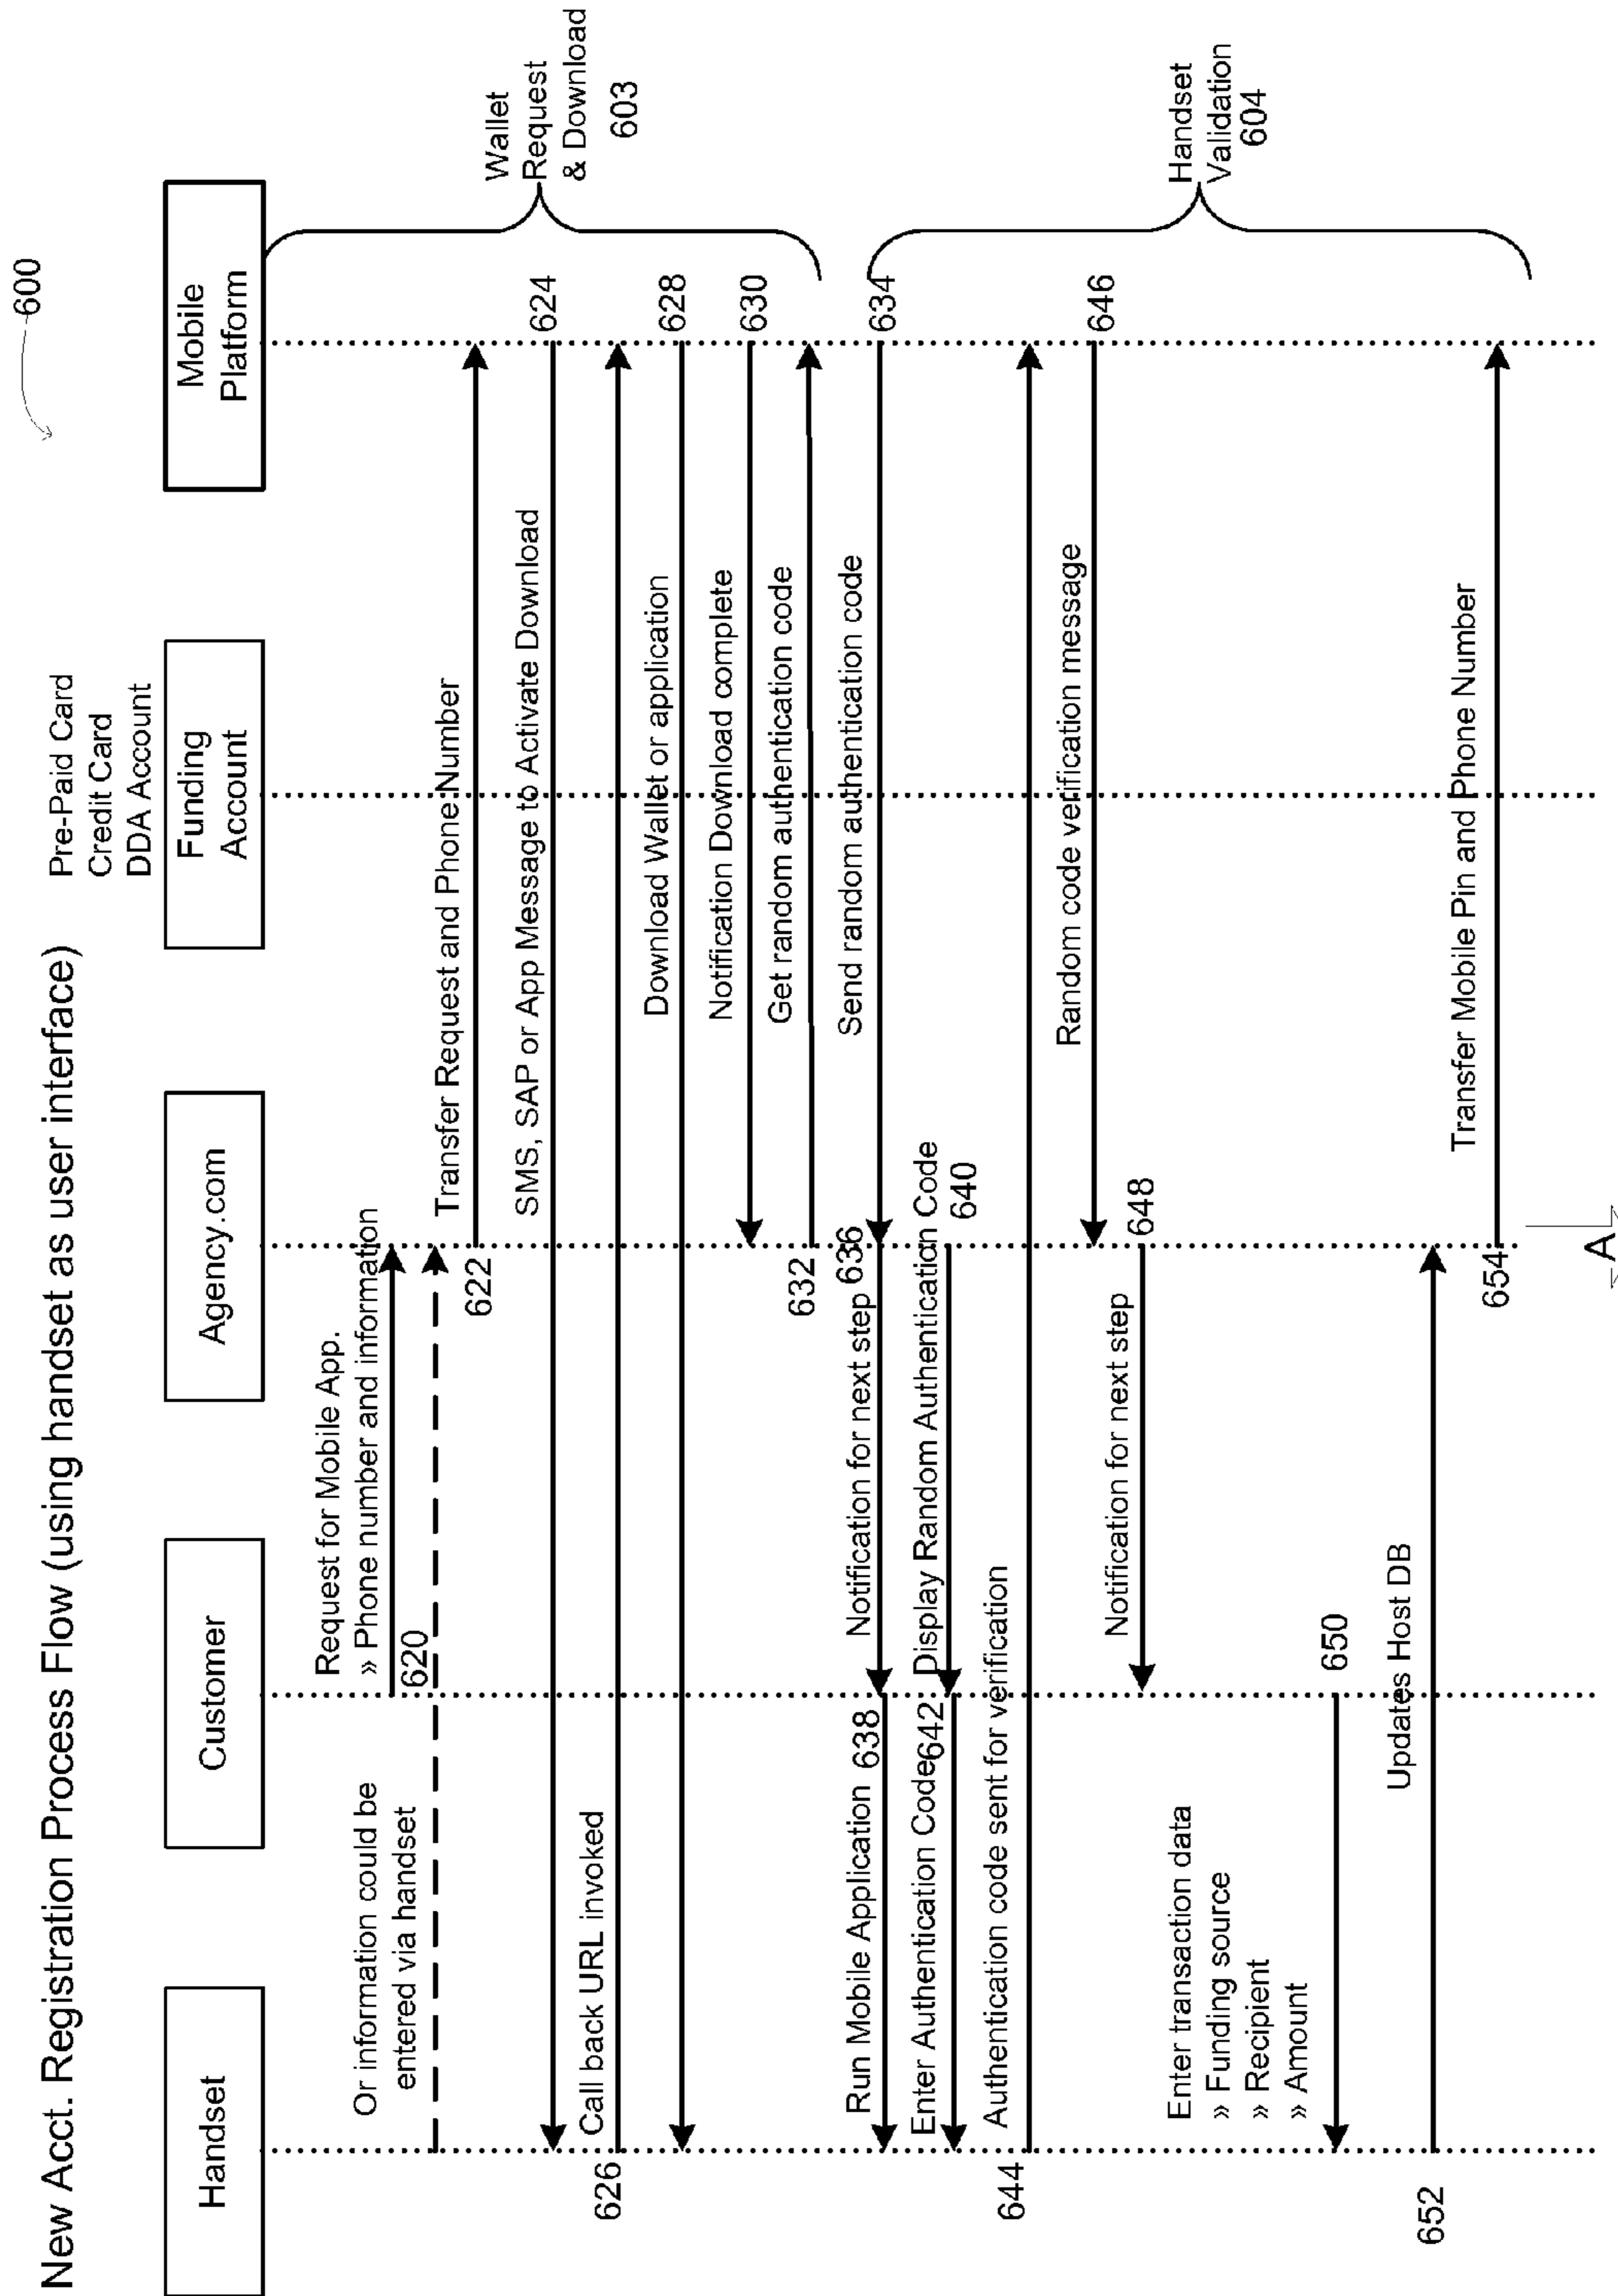 New Acct. Registration Process Flow (using handset as user interface)
600
Pre-Paid Card
Credit Card
DDA Account
Handset
Customer
Agency.com
Funding
Account
Mobile
Platform
Request for Mobile App.
» Phone number and information
620
Or information could be
entered via handset
Transfer Request and Phone Number
622
SMS, SAP or App Message to Activate Download
624
Call back URL invoked
626
Download Wallet or application
628
Notification Download complete
630
Get random authentication code
632
Wallet
Request
& Download
603
Send random authentication code
634
Notification for next step 636
Run Mobile Application 638
Display Random Authentication Code
640
Enter Authentication Code 642
Authentication code sent for verification
644
Random code verification message
646
Notification for next step
648
Enter transaction data
» Funding source
» Recipient
» Amount
650
Updates Host DB
652
Transfer Mobile Pin and Phone Number
654
Handset
Validation
604
A